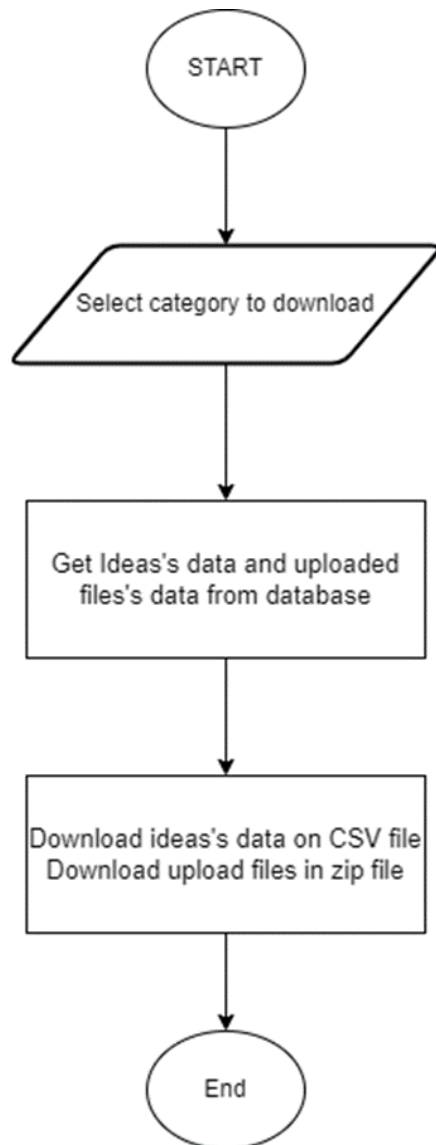 START
Select category to download
Get Ideas's data and uploaded
files's data from database
Download ideas's data on CSV file
Download upload files in zip file
End